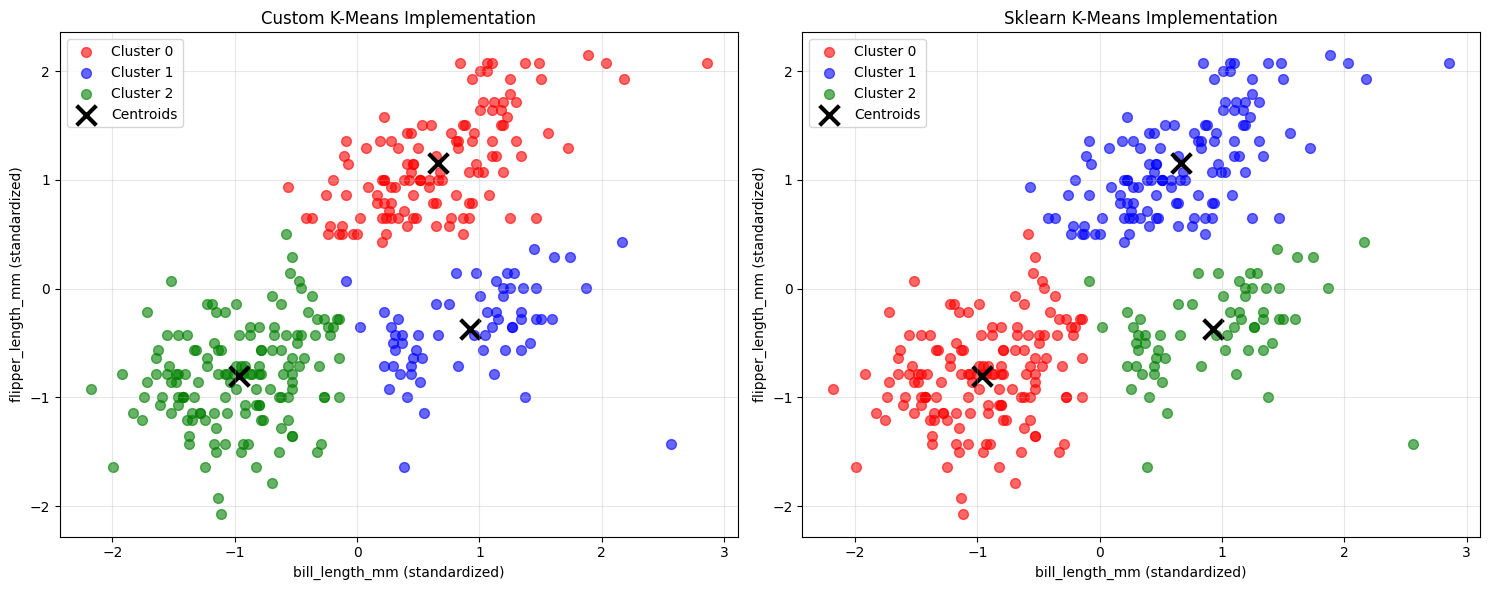 Custom K-Means Implementation
Cluster 0
Cluster 1
Cluster 2
Centroids
flipper_length_mm (standardized)
2
1
0
−1
−2
−2
−1
0
1
2
3
bill_length_mm (standardized)
Sklearn K-Means Implementation
Cluster 0
Cluster 1
Cluster 2
Centroids
flipper_length_mm (standardized)
2
1
0
−1
−2
−2
−1
0
1
2
3
bill_length_mm (standardized)